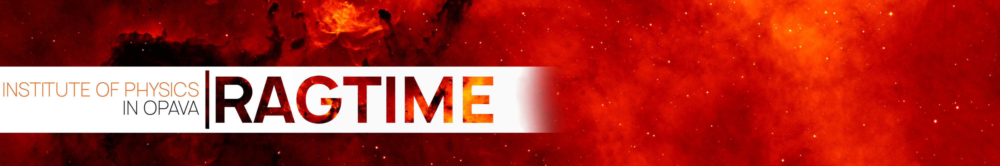 INSTITUTE OF PHYSICS
IN OPAVA
RAGTIME